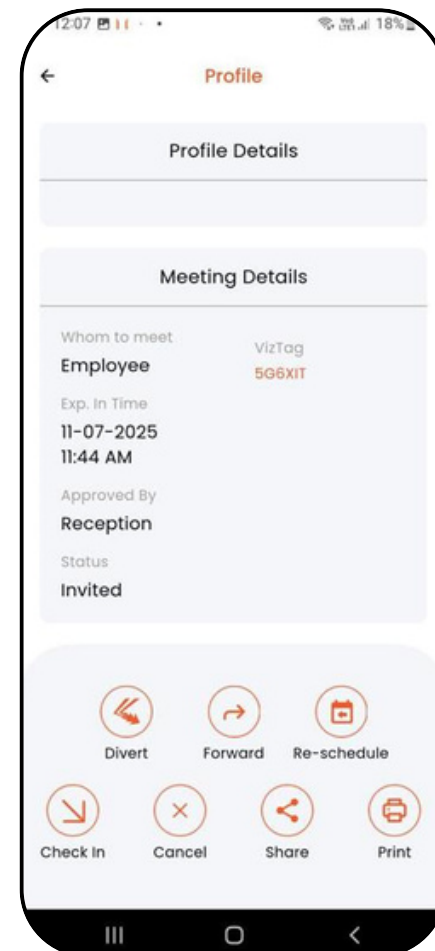 12:07 18%
Profile
Profile Details
Meeting Details
Whom to meet
Employee
VizTag
5G6XIT
Exp. In Time
11-07-2025
11:44 AM
Approved By
Reception
Status
Invited
Divert Forward Re-schedule
Check In Cancel Share Print